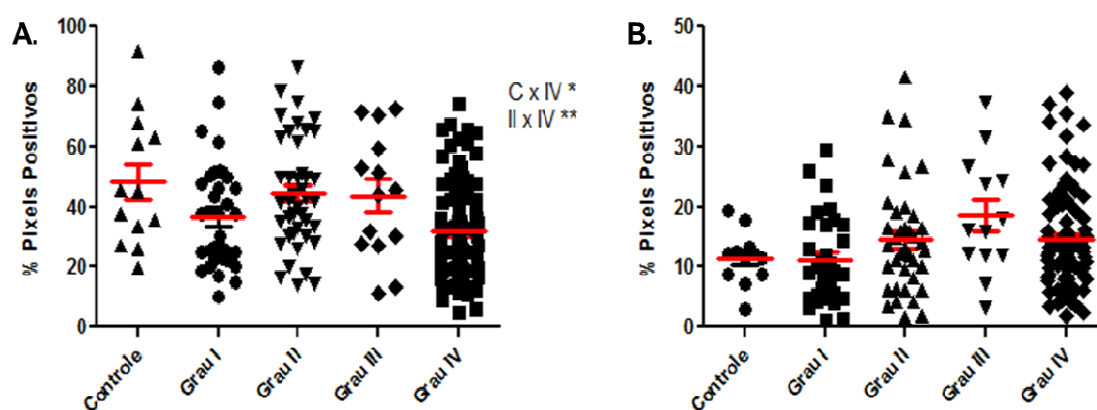 A.
% Pixels Positivos
100
80
60
40
20
0
Controle
Grau I
Grau II
Grau III
Grau IV
C x IV *
II x IV **
B.
% Pixels Positivos
50
40
30
20
10
0
Controle
Grau I
Grau II
Grau III
Grau IV